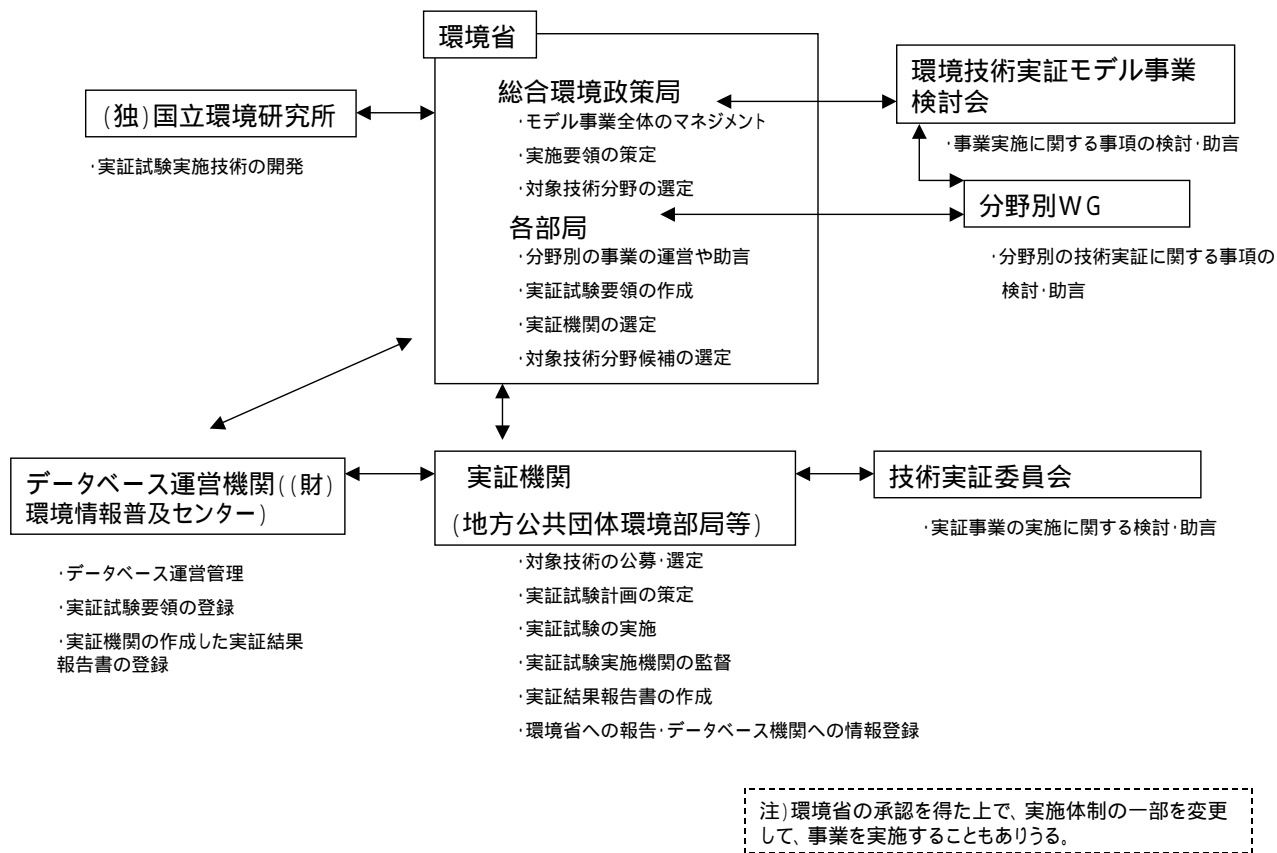 環境省
総合環境政策局
・モデル事業全体のマネジメント
・実施要領の策定
・対象技術分野の選定
各部局
・分野別の事業の運営や助言
・実証試験要領の作成
・実証機関の選定
・対象技術分野候補の選定
(独)国立環境研究所
・実証試験実施技術の開発
環境技術実証モデル事業
検討会
・事業実施に関する事項の検討・助言
分野別WG
・分野別の技術実証に関する事項の
検討・助言
データベース運営機関((財)
環境情報普及センター)
・データベース運営管理
・実証試験要領の登録
・実証機関の作成した実証結果
報告書の登録
実証機関
(地方公共団体環境部局等)
・対象技術の公募・選定
・実証試験計画の策定
・実証試験の実施
・実証試験実施機関の監督
・実証結果報告書の作成
・環境省への報告・データベース機関への情報登録
技術実証委員会
・実証事業の実施に関する検討・助言
注)環境省の承認を得た上で、実施体制の一部を変更
して、事業を実施することもありうる。